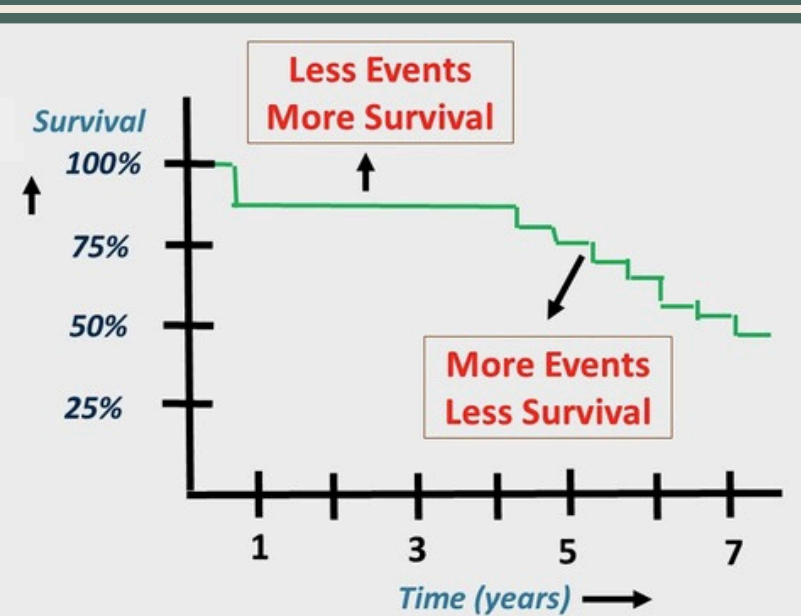 Less Events
More Survival
Survival
100%
75%
50%
25%
More Events
Less Survival
1 3 5 7
Time (years)